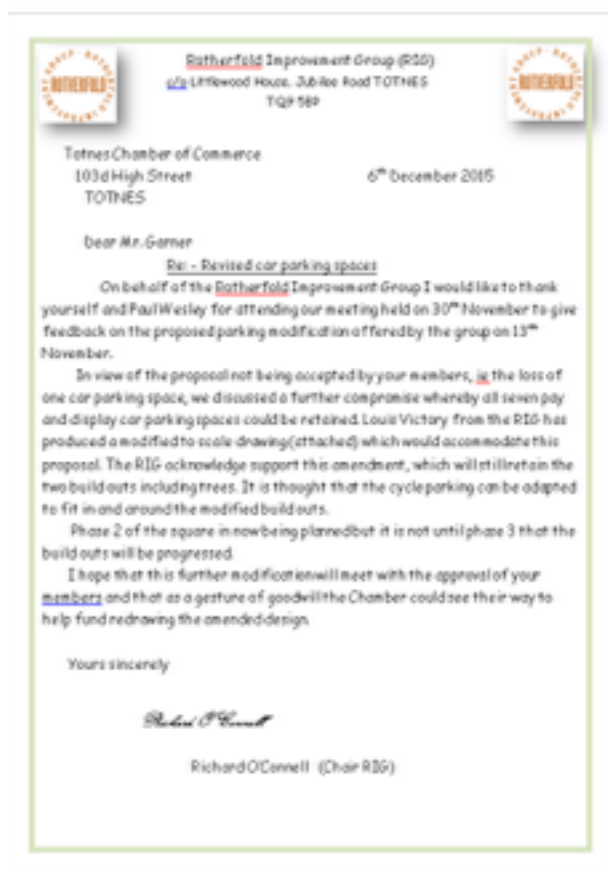 ROTHERFOLD
ROTHERFOLD
Rotherfold Improvement Group (RIG)
c/o Littlewood House, Jubilee Road TOTNES
TQ9 5BP
Totnes Chamber of Commerce
103d High Street 6th December 2015
TOTNES
Dear Mr. Garner
Re: - Revised car parking spaces
On behalf of the Rotherfold Improvement Group I would like to thank
yourself and Paul Wesley for attending our meeting held on 30th November to give
feedback on the proposed parking modification offered by the group on 13th
November.
In view of the proposal not being accepted by your members, ie the loss of
one car parking space, we discussed a further compromise whereby all seven pay
and display car parking spaces could be retained. Louis Victory from the RIG has
produced a modified to scale drawing (attached) which would accommodate this
proposal. The RIG acknowledge support this amendment, which will still retain the
two build outs including trees. It is thought that the cycle parking can be adapted
to fit in and around the modified build outs.
Phase 2 of the square in now being planned but it is not until phase 3 that the
build outs will be progressed.
I hope that this further modification will meet with the approval of your
members and that as a gesture of goodwill the Chamber could see their way to
help fund redrawing the amended design.
Yours sincerely
Richard O'Connell
Richard O'Connell (Chair RIG)